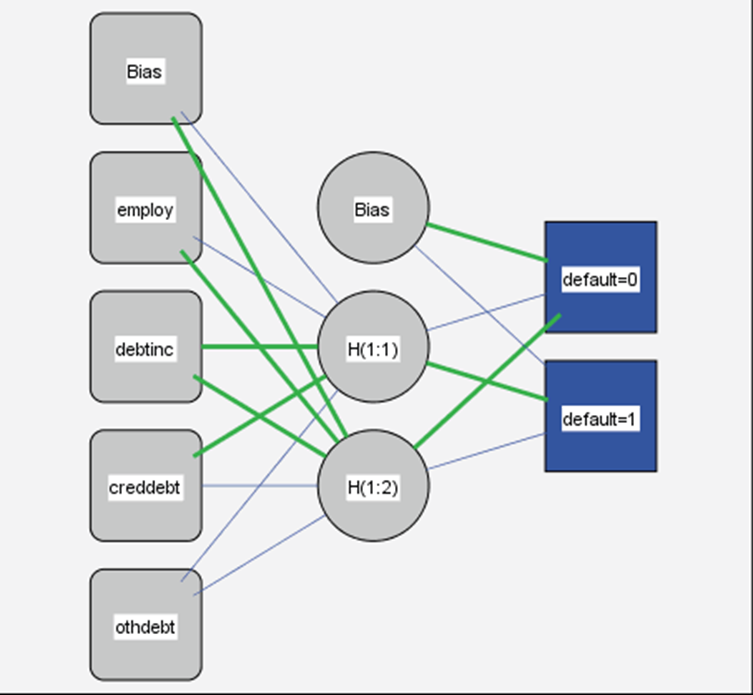 Bias
employ
debtinc
creddebt
othdebt
Bias
H(1:1)
H(1:2)
default=0
default=1